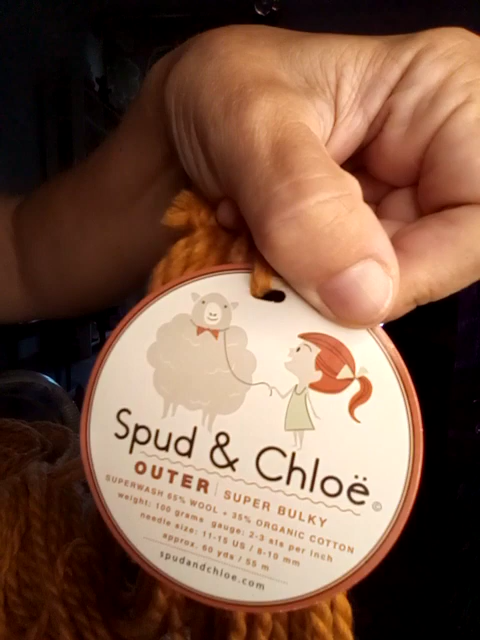 Spud & Chloë ©
OUTER | SUPER BULKY
SUPERWASH 65% WOOL + 35% ORGANIC COTTON
weight: 100 grams gauge: 2-3 sts per inch
needle size: 11-15 US / 8-10 mm
approx. 60 yds / 55 m
spudandchloe.com